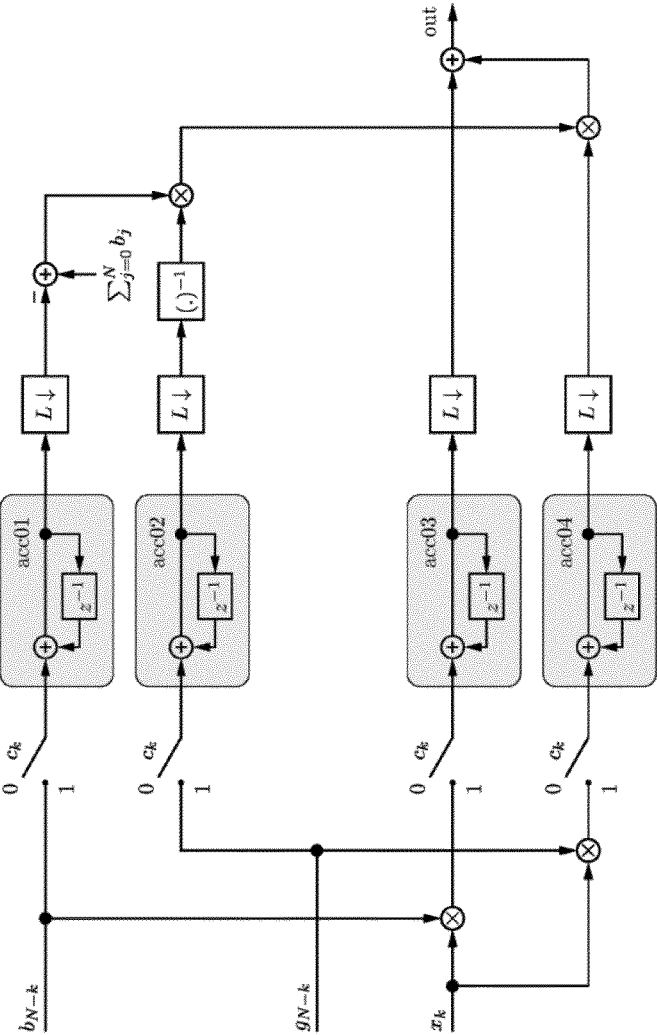 b_{N−k}
0
c_k
1
acc01
z^{−1}
L↓
−
∑_{j=0}^{N} b_j
0
c_k
1
acc02
z^{−1}
L↓
(.)^{−1}
g_{N−k}
0
c_k
1
acc03
z^{−1}
L↓
out
x_k
0
c_k
1
acc04
z^{−1}
L↓